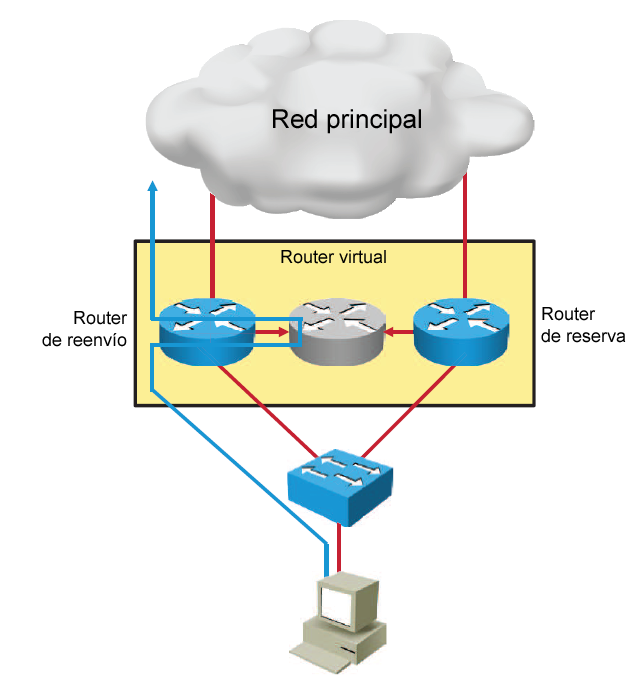 Red principal
Router virtual
Router
de reenvío
Router
de reserva